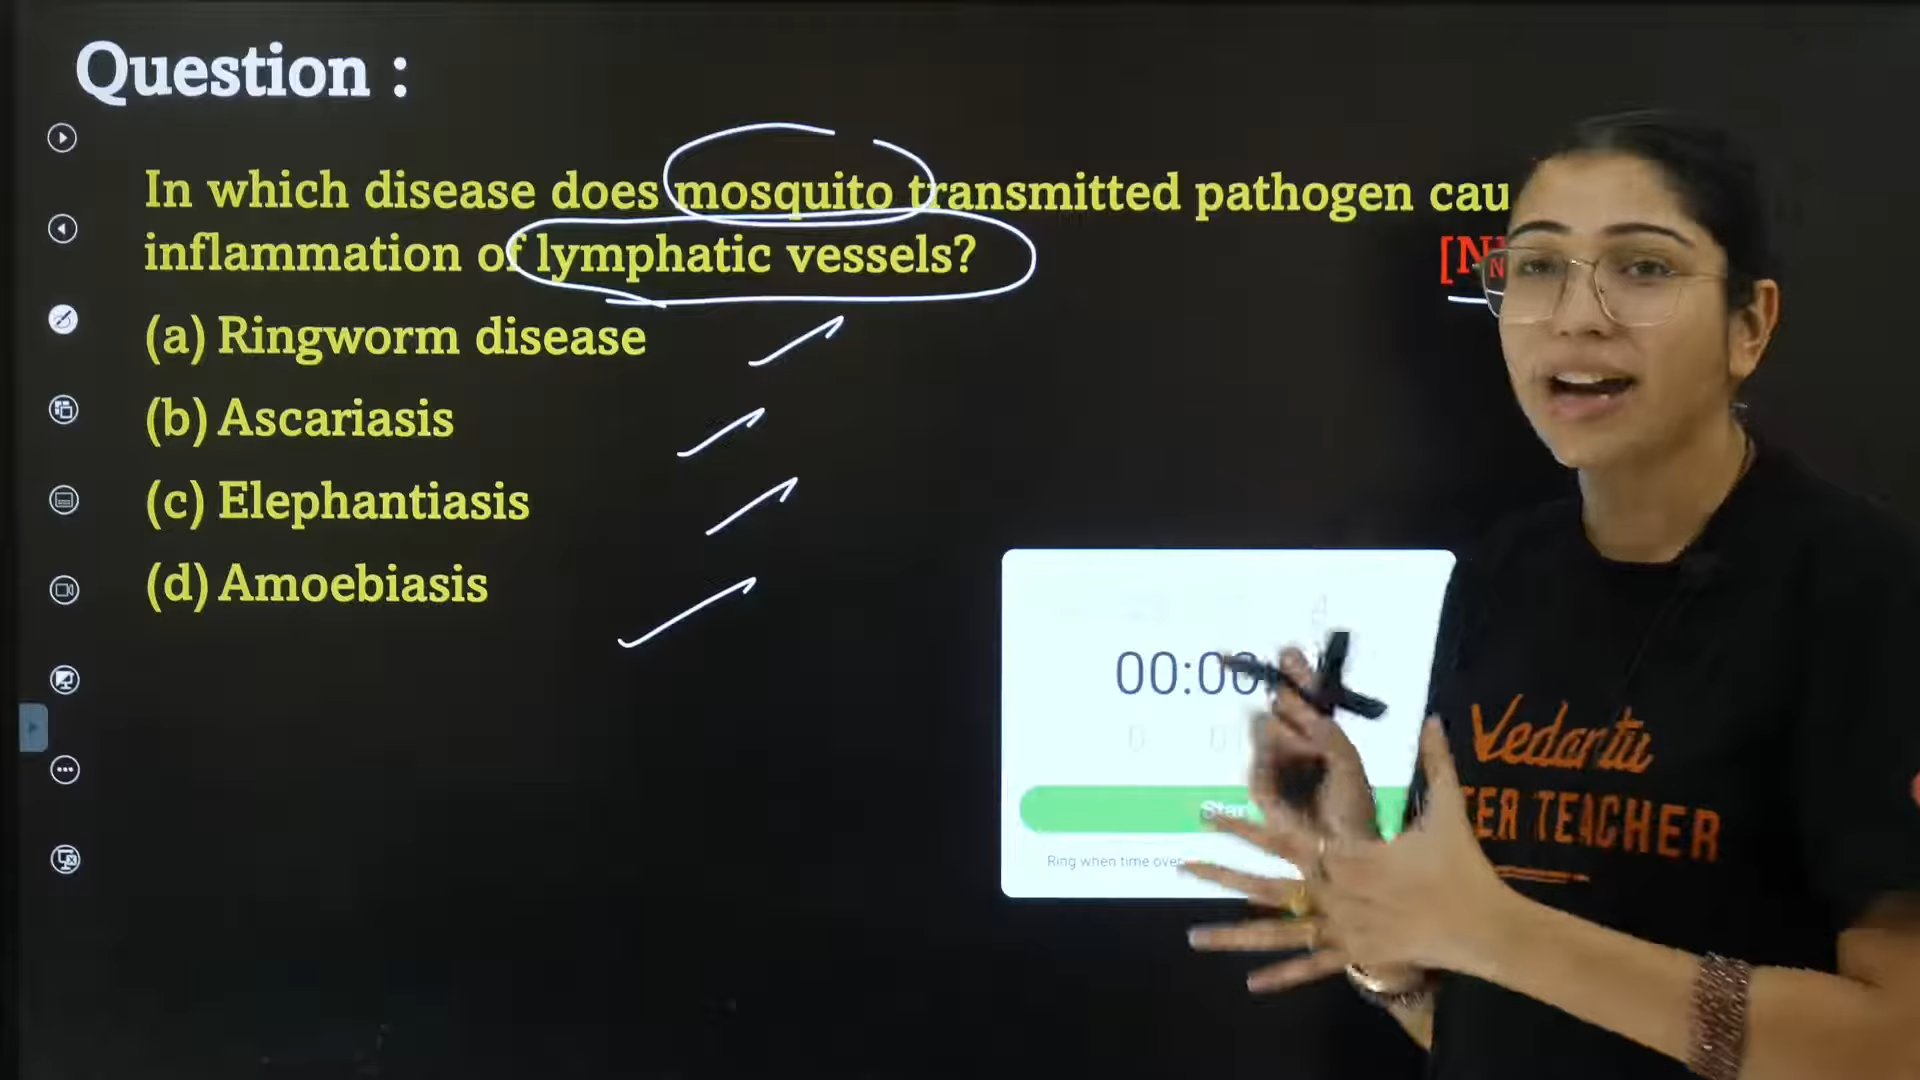 Question :
In which disease does mosquito transmitted pathogen cau
inflammation of lymphatic vessels?
(a) Ringworm disease
(b) Ascariasis
(c) Elephantiasis
(d) Amoebiasis
00:00
Start
Ring when time over
Vedantu
TEACHER